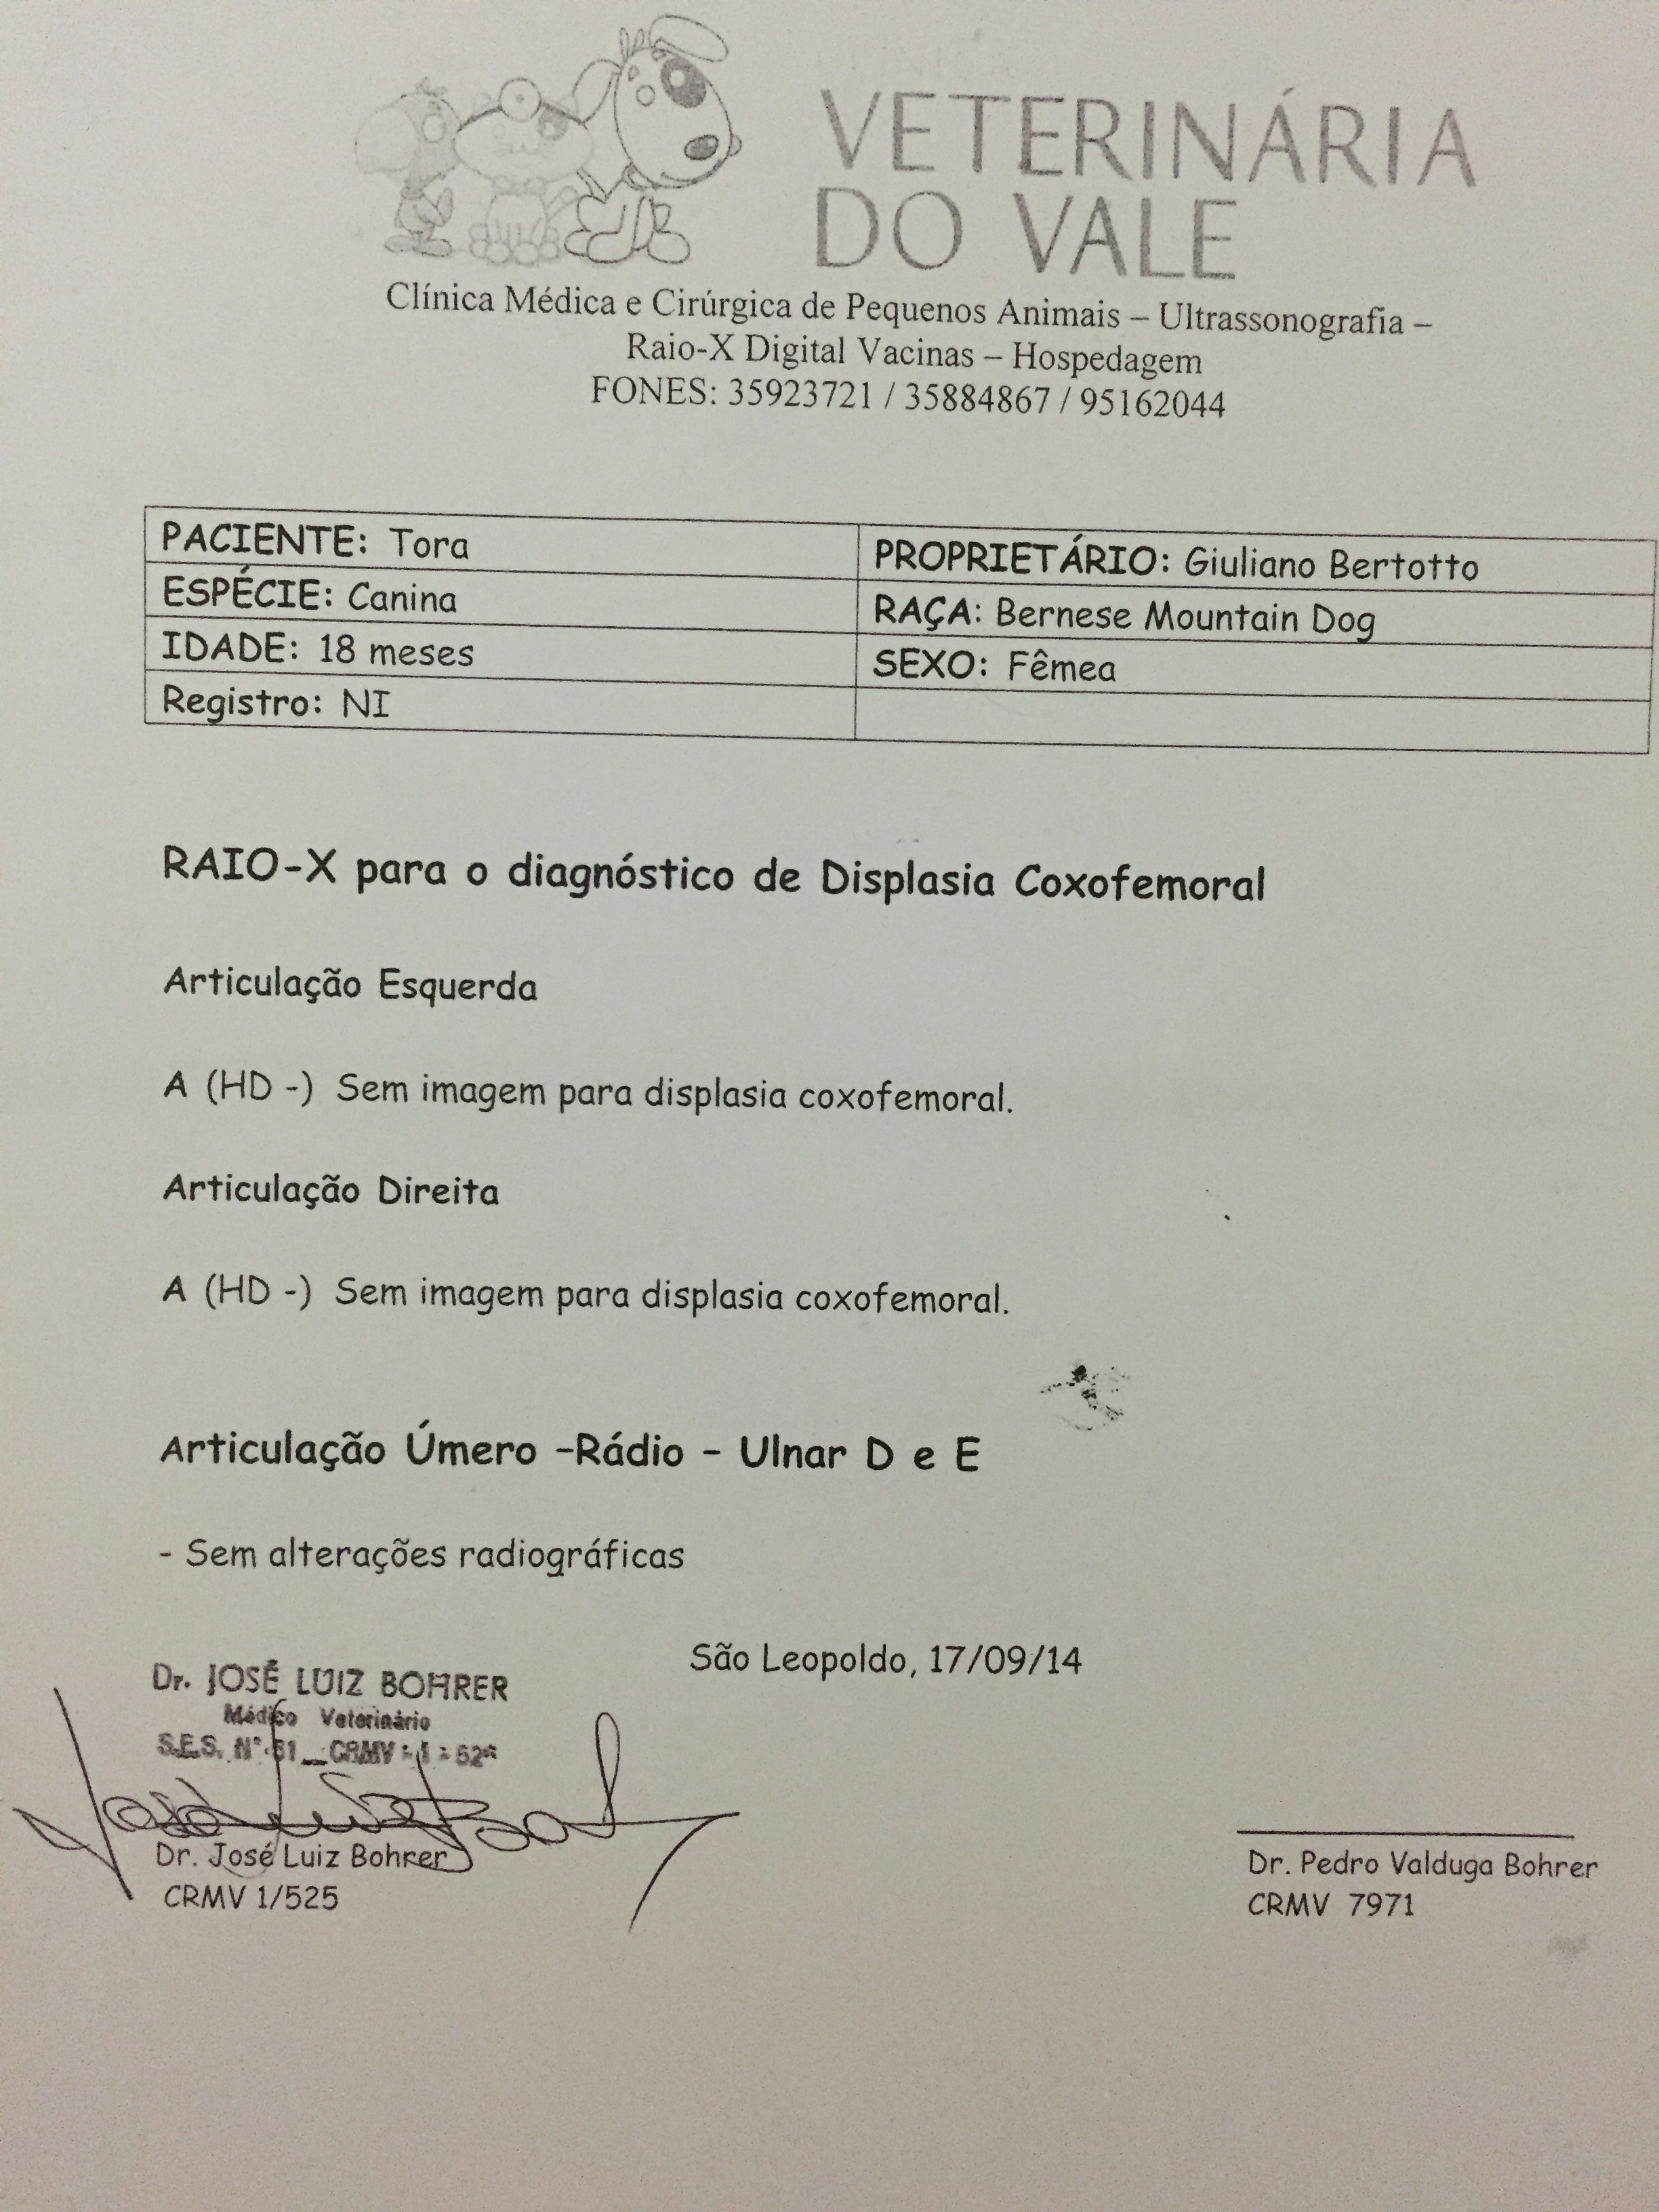 VETERINÁRIA
DO VALE
Clínica Médica e Cirúrgica de Pequenos Animais – Ultrassonografia –
Raio-X Digital Vacinas – Hospedagem
FONES: 35923721 / 35884867 / 95162044
PACIENTE: Tora
PROPRIETÁRIO: Giuliano Bertotto
ESPÉCIE: Canina
RAÇA: Bernese Mountain Dog
IDADE: 18 meses
SEXO: Fêmea
Registro: NI
RAIO-X para o diagnóstico de Displasia Coxofemoral
Articulação Esquerda
A (HD -) Sem imagem para displasia coxofemoral.
Articulação Direita
A (HD -) Sem imagem para displasia coxofemoral.
Articulação Úmero -Rádio - Ulnar D e E
- Sem alterações radiográficas
São Leopoldo, 17/09/14
Dr. JOSÉ LUIZ BOHRER
Médico Veterinário
S.E.S. Nº 61 CRMV
Dr. José Luiz Bohrer
CRMV 1/525
Dr. Pedro Valduga Bohrer
CRMV 7971